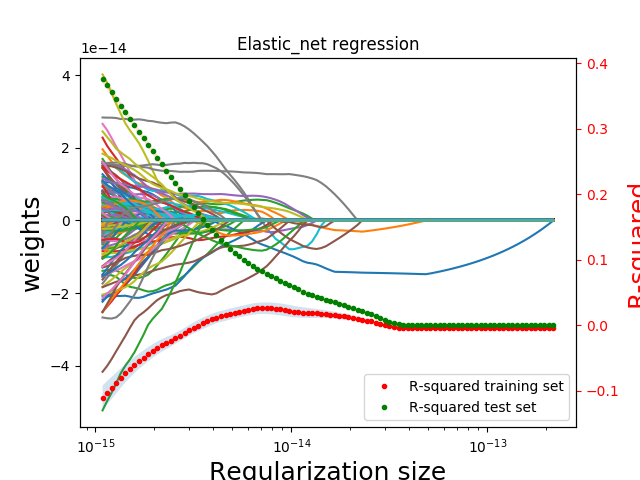 Elastic_net regression
1e−14
4
2
0
−2
−4
weights
0.4
0.3
0.2
0.1
0.0
−0.1
R-squared
R-squared training set
R-squared test set
10−15
10−14
10−13
Regularization size